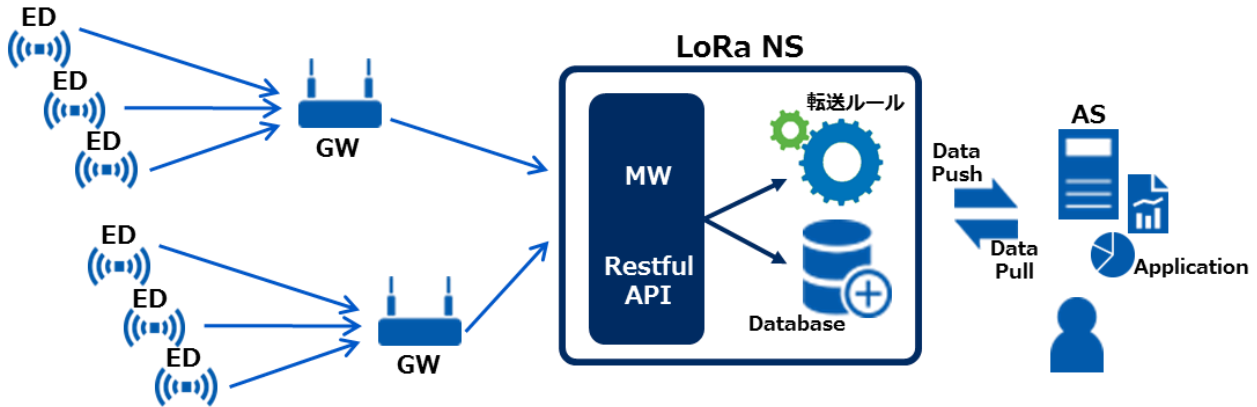 ED
ED
ED
GW
ED
ED
ED
GW
LoRa NS
MW
Restful
API
転送ルール
Database
Data
Push
Data
Pull
AS
Application